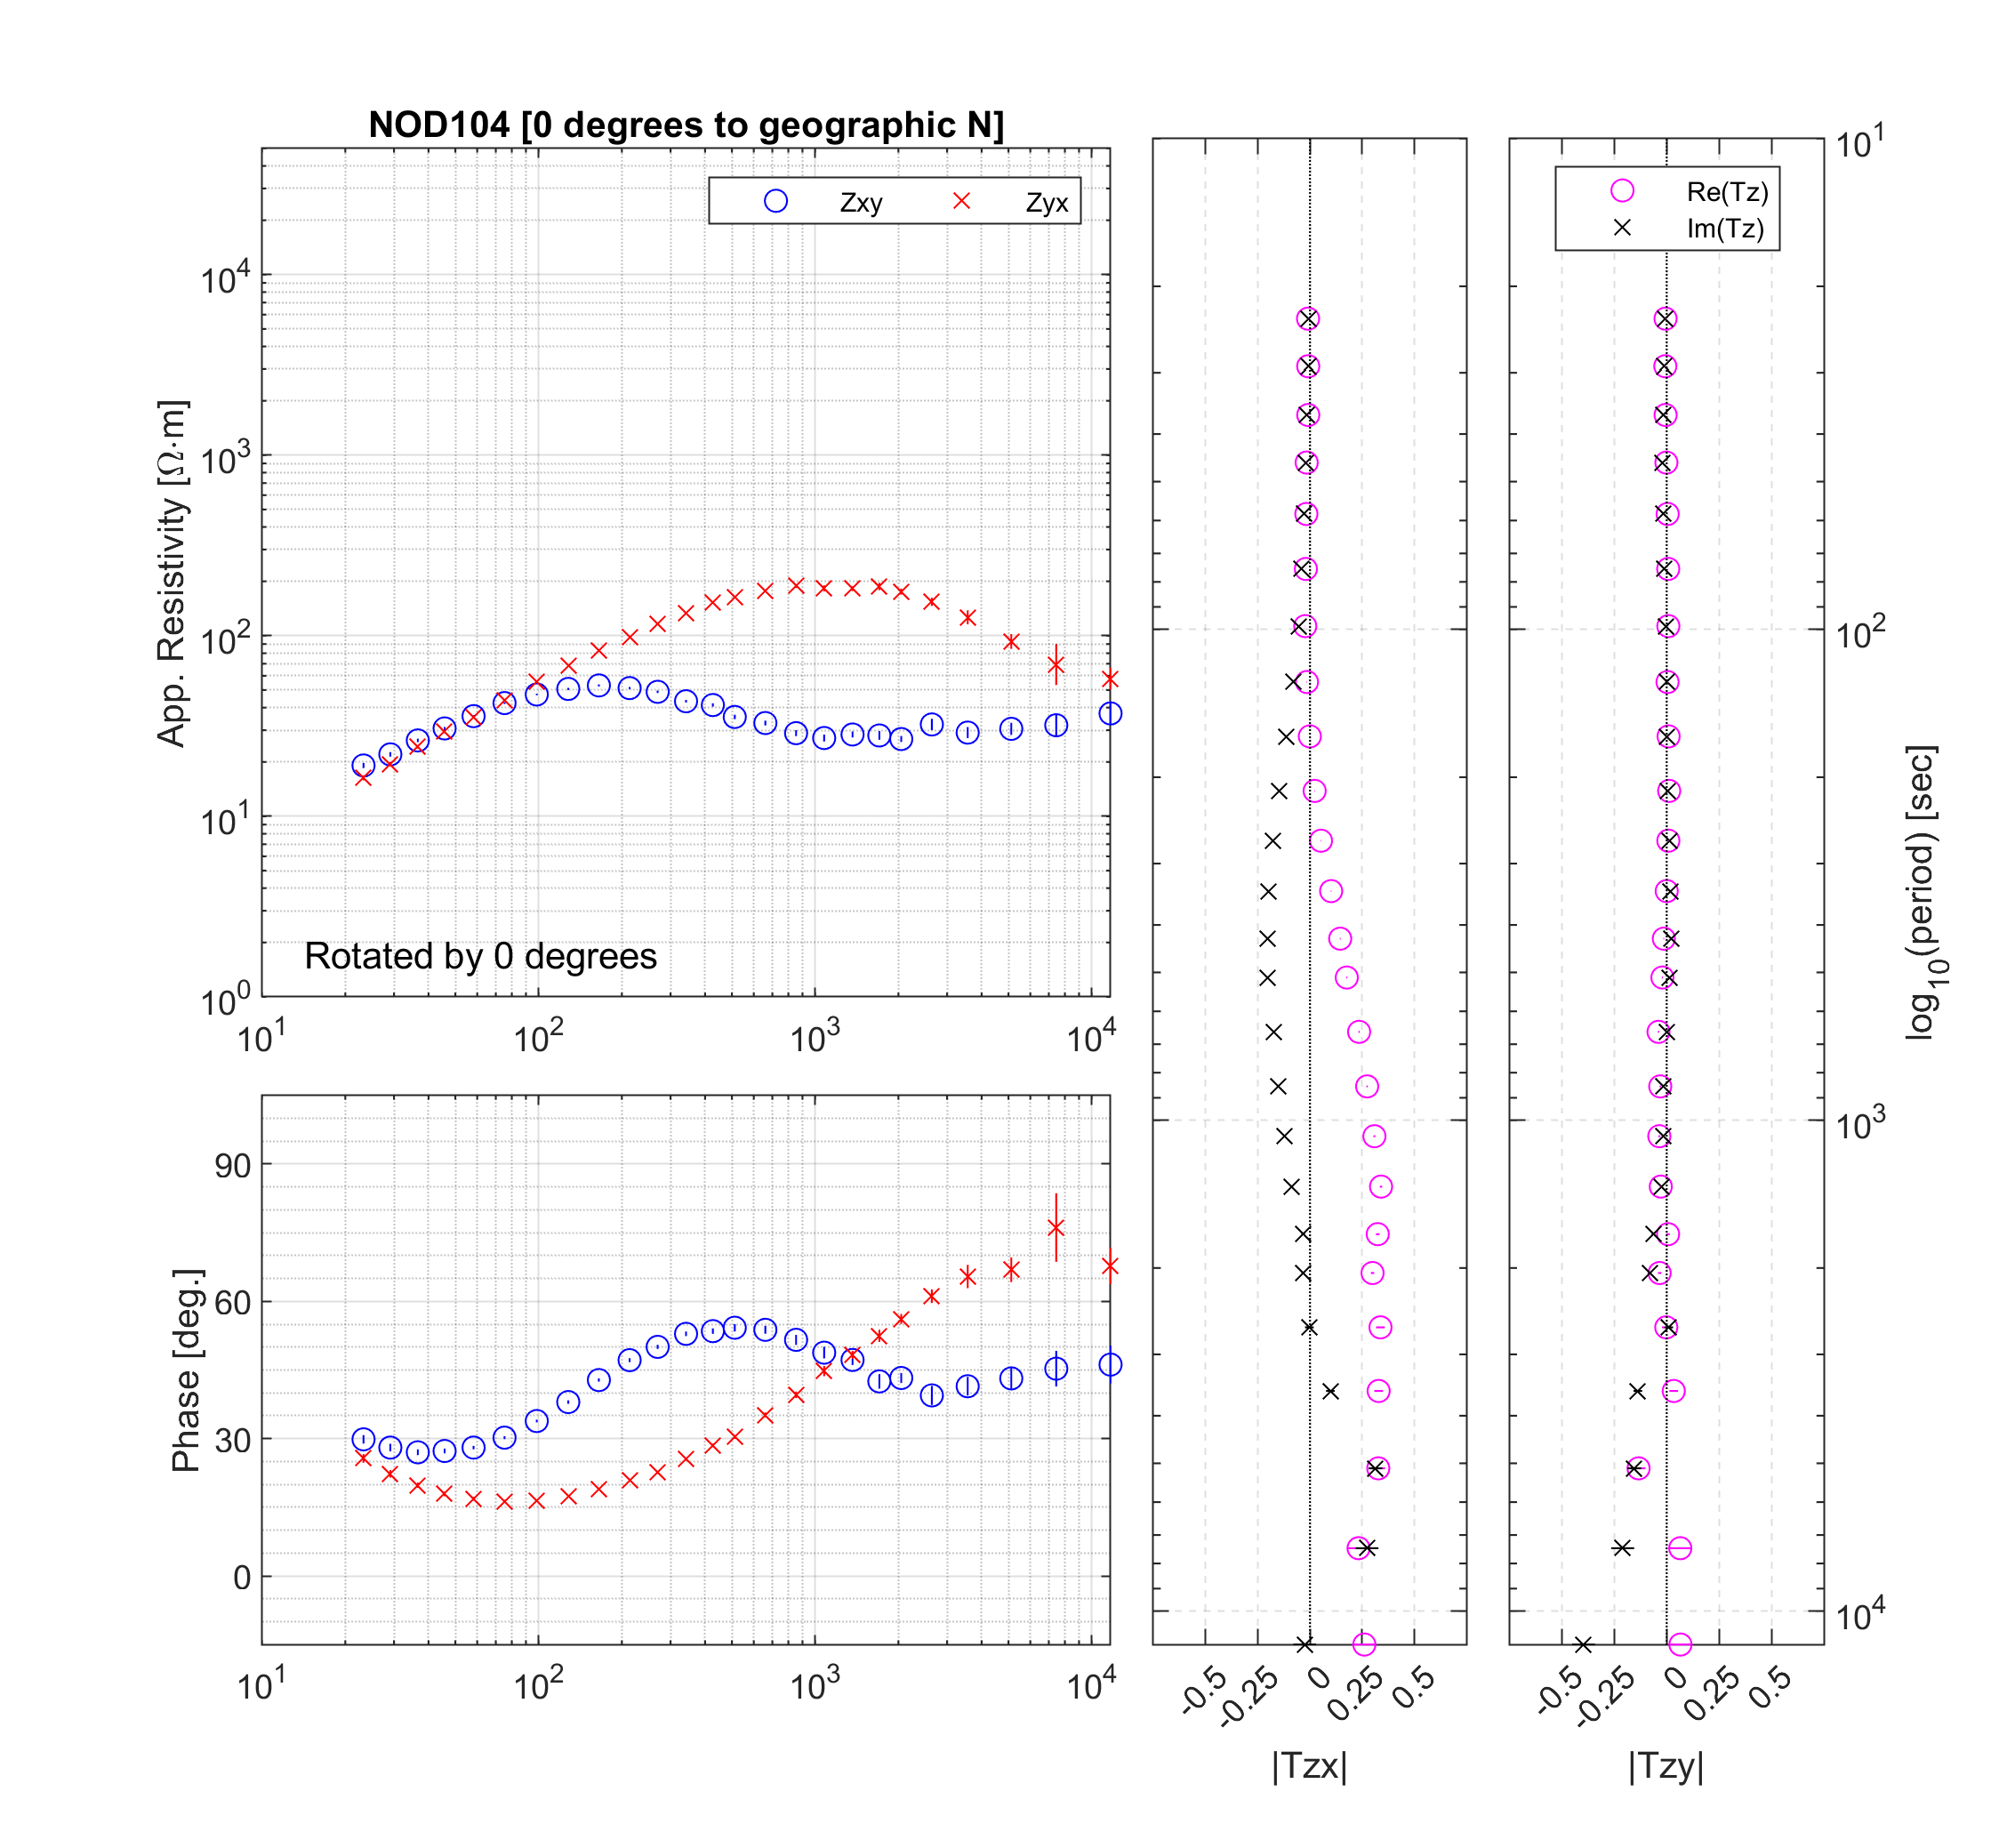 NOD104 [0 degrees to geographic N]
Zxy Zyx
App. Resistivity [Ω·m]
10^4
10^3
10^2
10^1
10^0
Rotated by 0 degrees
10^1 10^2 10^3 10^4
Phase [deg.]
90
60
30
0
10^1 10^2 10^3 10^4
-0.5 -0.25 0 0.25 0.5
|Tzx|
Re(Tz)
Im(Tz)
10^1
10^2
10^3
10^4
log10(period) [sec]
-0.5 -0.25 0 0.25 0.5
|Tzy|